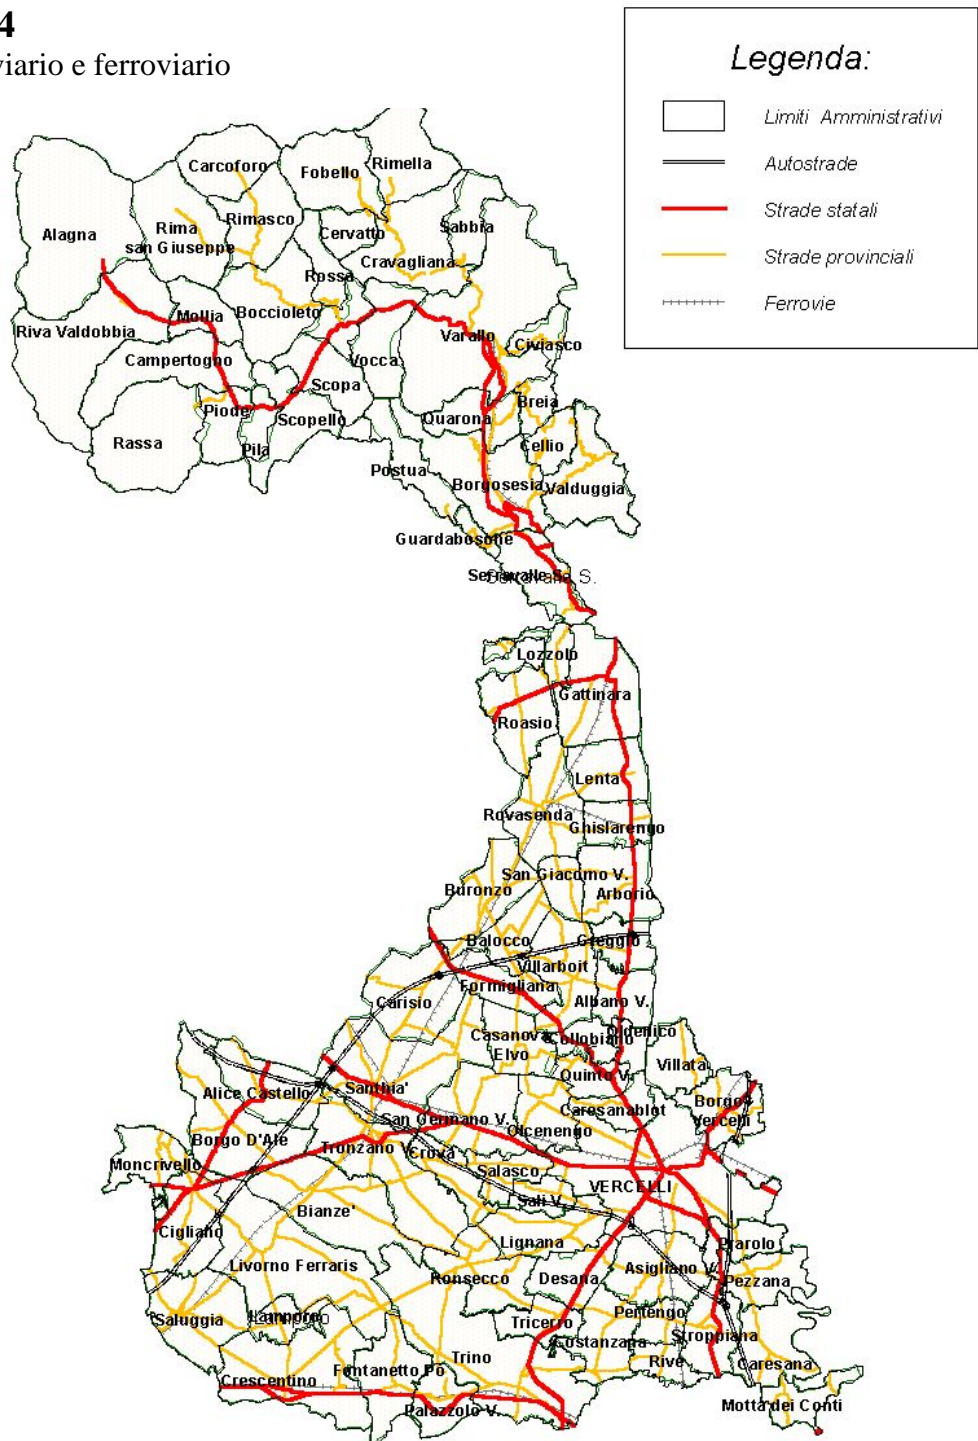 4
viario e ferroviario
Legenda:
Limiti Amministrativi
Autostrade
Strade statali
Strade provinciali
Ferrovie
Carcoforo
Fobello
Rimella
Alagna
Rima
san Giuseppe
Rimasco
Cervatto
Sabbia
Cravagliana
Rossa
Riva Valdobbia
Mollia
Boccioleto
Varallo
Civiasco
Campertogno
Vocca
Scopa
Breia
Piode
Scopello
Quarona
Rassa
Pila
Cellio
Postua
Borgosesia
Valduggia
Guardabosone
Serravalle S.
Lozzolo
Gattinara
Roasio
Lenta
Rovasenda
Ghislarengo
San Giacomo V.
Buronzo
Arborio
Balocco
Greggio
Villarboit
Formigliana
Carisio
Albano V.
Casanova
Elvo
Collobiano
Oldenico
Quinto V.
Villata
Alice Castello
Santhia'
Caresanablot
Borgo
Vercelli
San Germano V.
Olcenengo
Borgo D'Ale
Tronzano V.
Crova
Moncrivello
Salasco
VERCELLI
Sali V.
Bianze'
Cigliano
Lignana
Prarolo
Livorno Ferraris
Ronsecco
Desana
Asigliano V.
Pezzana
Saluggia
Lamporo
Tricerro
Pertengo
Costanzana
Stroppiana
Trino
Rive
Caresana
Fontanetto Po
Crescentino
Palazzolo V.
Motta dei Conti